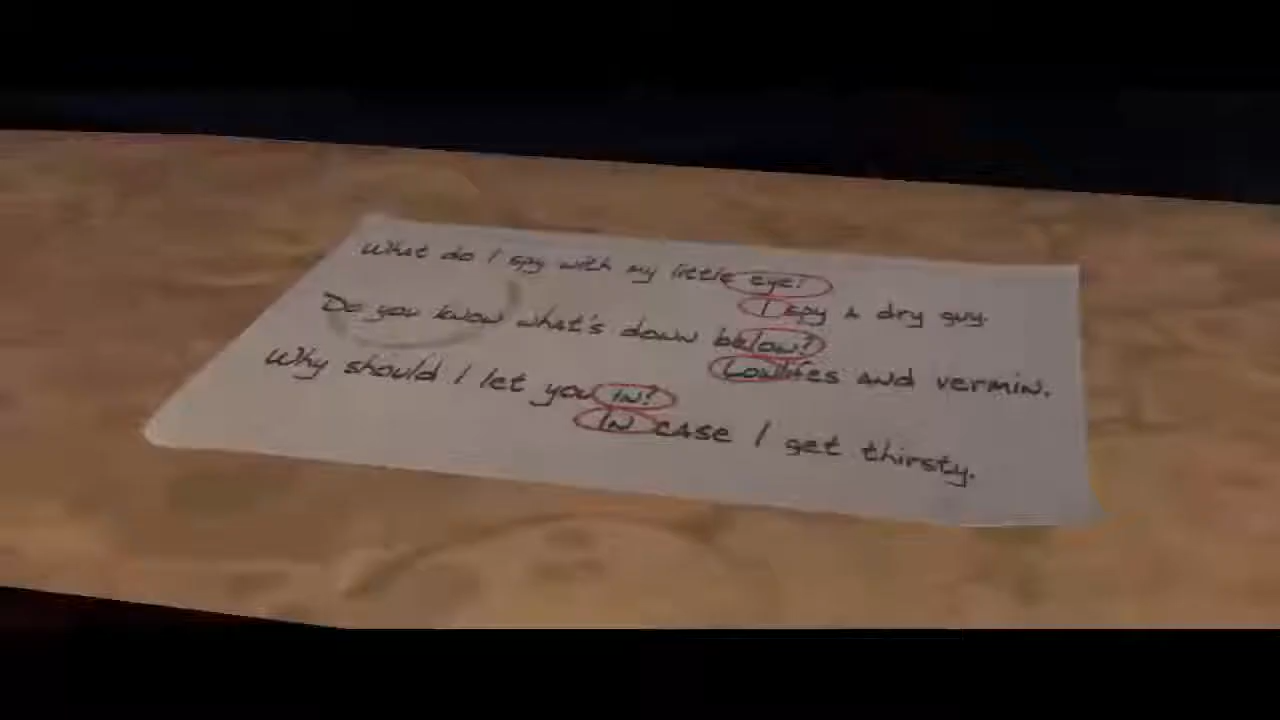 What do I spy with my little eye?
I spy a dry guy.
Do you know what's down below?
Lowlifes and vermin.
Why should I let you in?
In case I get thirsty.